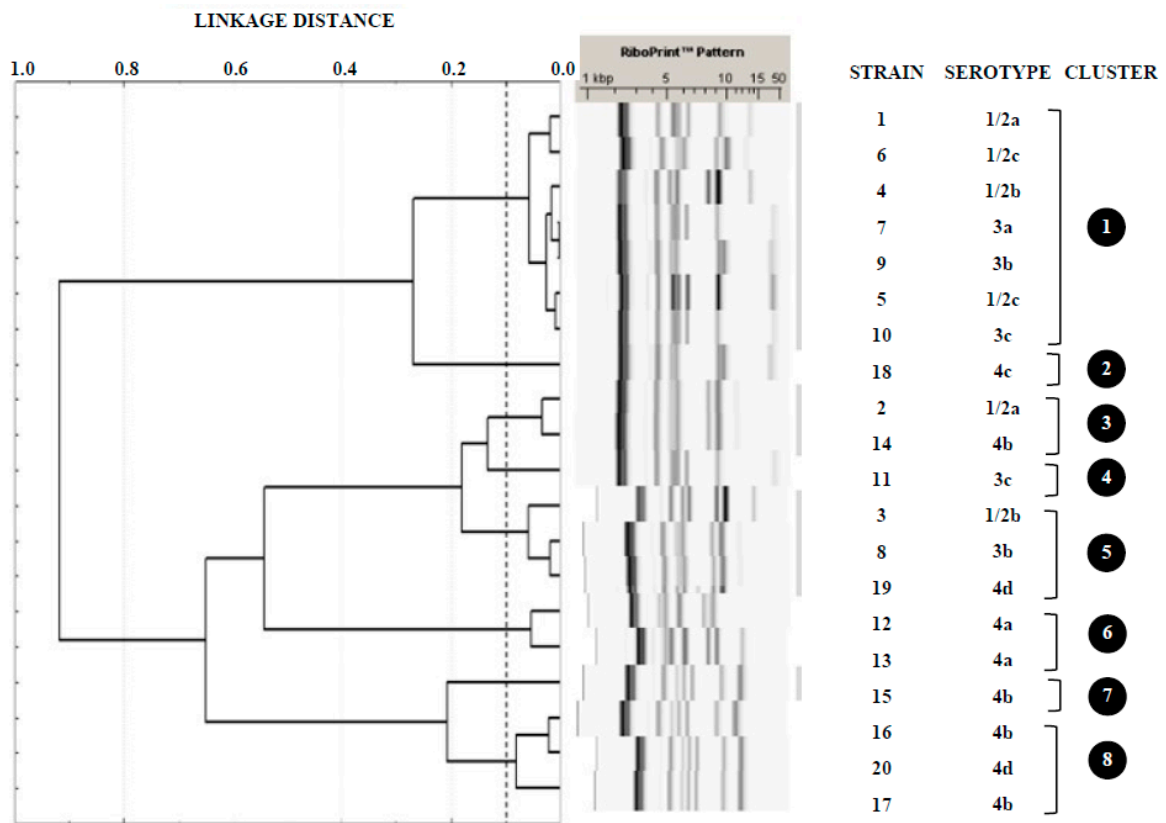 LINKAGE DISTANCE
1.0 0.8 0.6 0.4 0.2 0.0
RiboPrint™ Pattern
1 kbp 5 10 15 50
STRAIN SEROTYPE CLUSTER
1 1/2a
6 1/2c
4 1/2b
7 3a 1
9 3b
5 1/2c
10 3c
18 4c 2
2 1/2a 3
14 4b
11 3c 4
3 1/2b
8 3b 5
19 4d
12 4a 6
13 4a
15 4b 7
16 4b
20 4d 8
17 4b